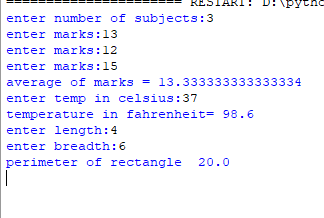 ======================= RESTART: D:\pytho
enter number of subjects:3
enter marks:13
enter marks:12
enter marks:15
average of marks = 13.333333333333334
enter temp in celsius:37
temperature in fahrenheit= 98.6
enter length:4
enter breadth:6
perimeter of rectangle  20.0